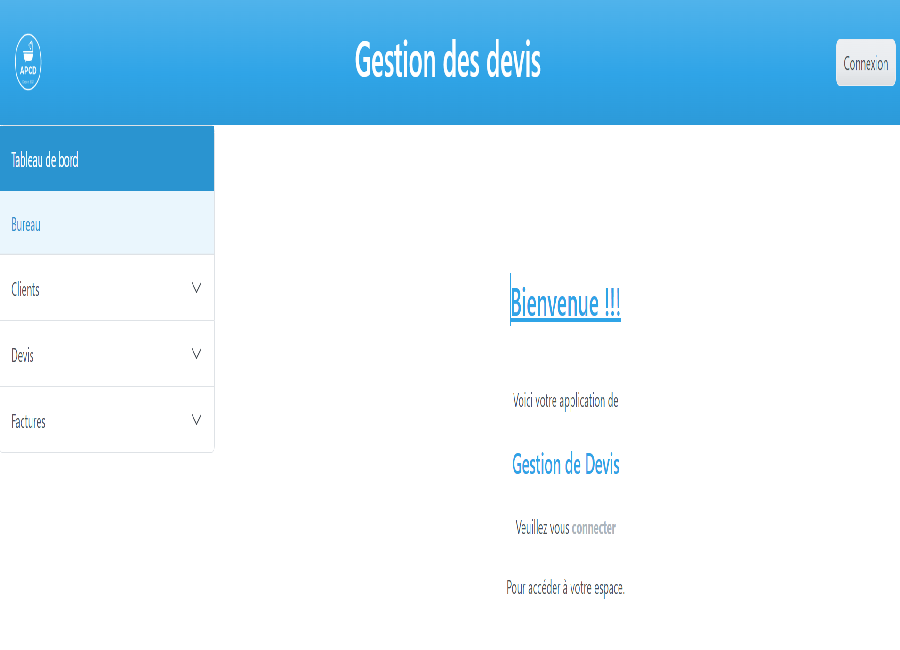 APCD
Gestion des devis
Connexion
Tableau de bord
Bureau
Clients
Devis
Factures
Bienvenue !!!
Voici votre application de
Gestion de Devis
Veuillez vous connecter
Pour accéder à votre espace.